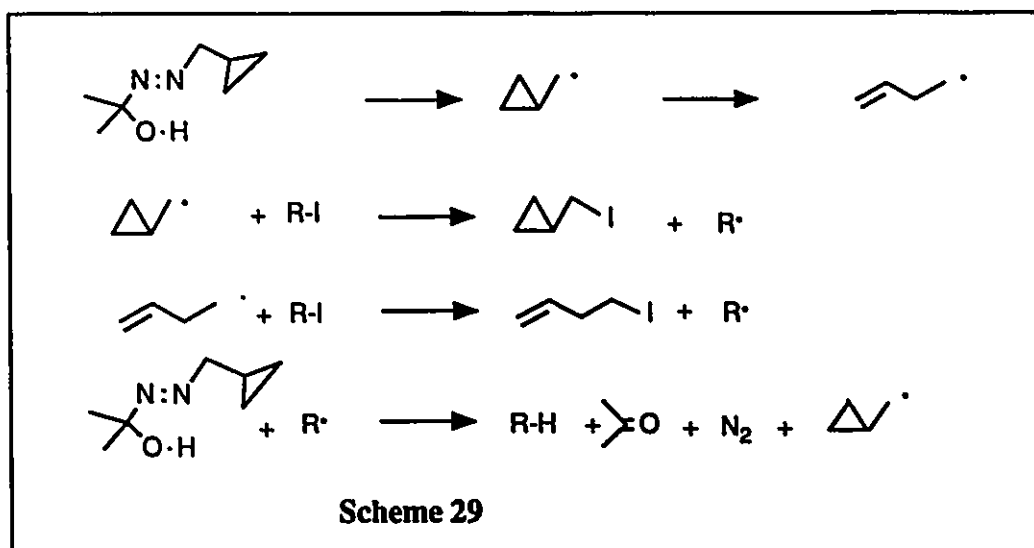 N:N
O·H
+ R-I
I + R•
+ R-I
I + R•
N:N
O·H + R• R-H + O + N2 +
Scheme 29